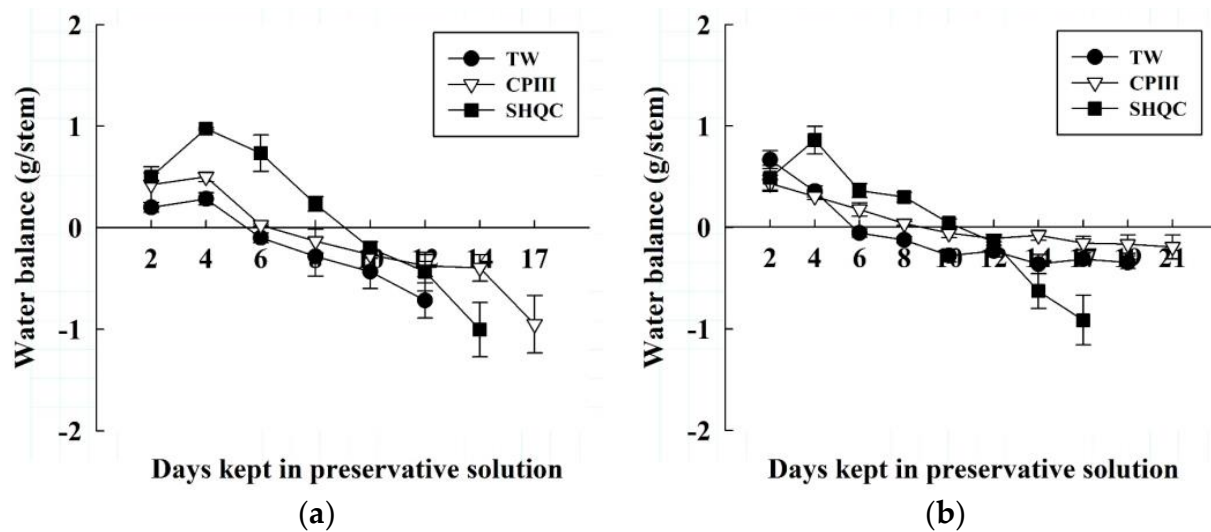 2
1
0
-1
-2
Water balance (g/stem)
TW
CPIII
SHQC
2 4 6 8 10 12 14 17
Days kept in preservative solution
(a)
2
1
0
-1
-2
Water balance (g/stem)
TW
CPIII
SHQC
2 4 6 8 10 12 14 17 19 21
Days kept in preservative solution
(b)